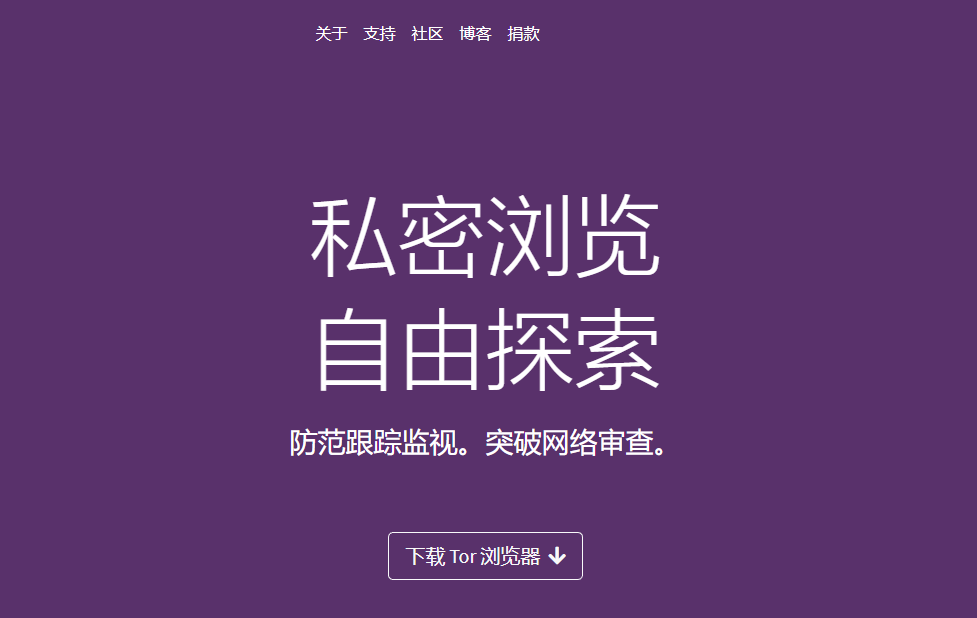 关于 支持 社区 博客 捐款
私密浏览
自由探索
防范跟踪监视。突破网络审查。
下载 Tor 浏览器